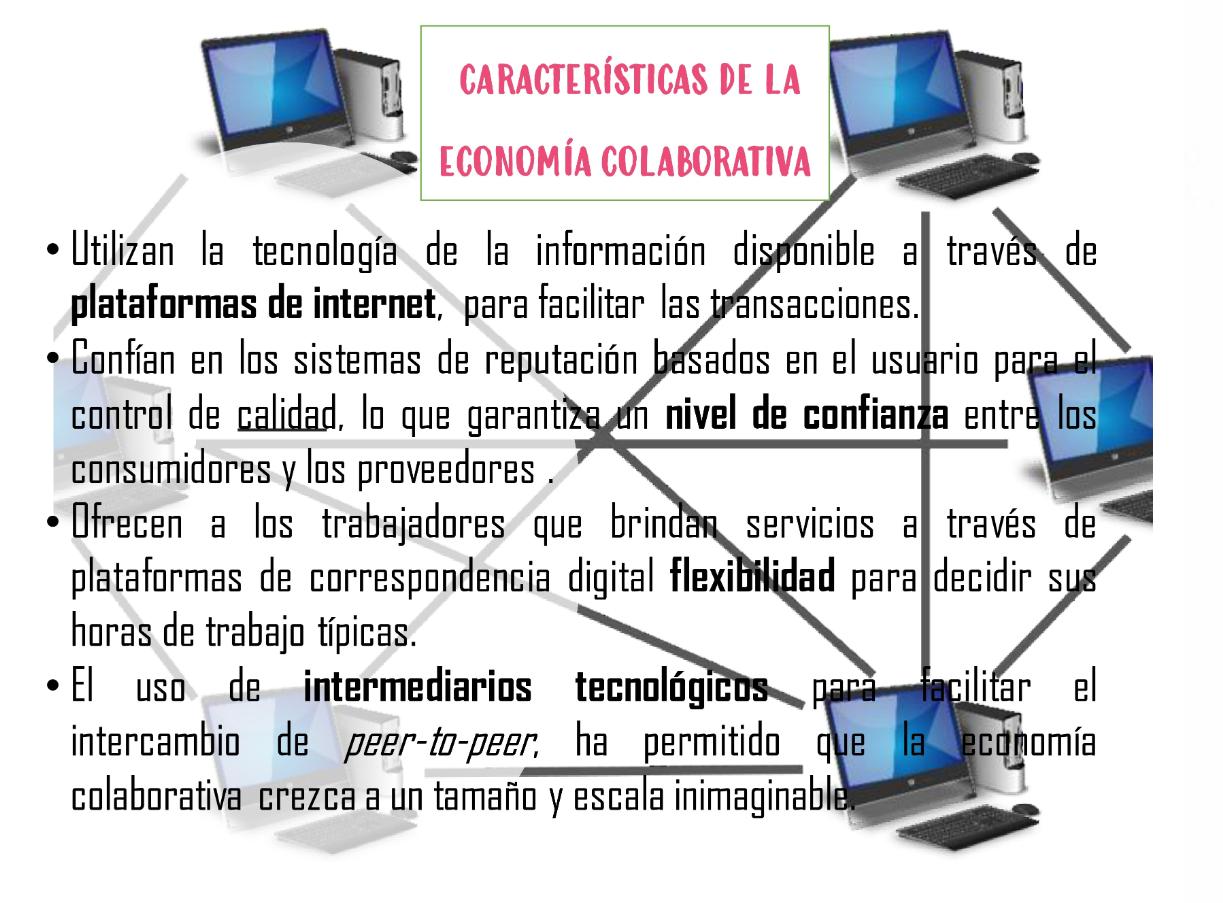 CARACTERÍSTICAS DE LA
ECONOMÍA COLABORATIVA
• Utilizan la tecnología de la información disponible a través de
plataformas de internet, para facilitar las transacciones.
• Confían en los sistemas de reputación basados en el usuario para el
control de calidad, lo que garantiza un nivel de confianza entre los
consumidores y los proveedores .
• Ofrecen a los trabajadores que brindan servicios a través de
plataformas de correspondencia digital flexibilidad para decidir sus
horas de trabajo típicas.
• El uso de intermediarios tecnológicos para facilitar el
intercambio de peer-to-peer, ha permitido que la economía
colaborativa crezca a un tamaño y escala inimaginable.